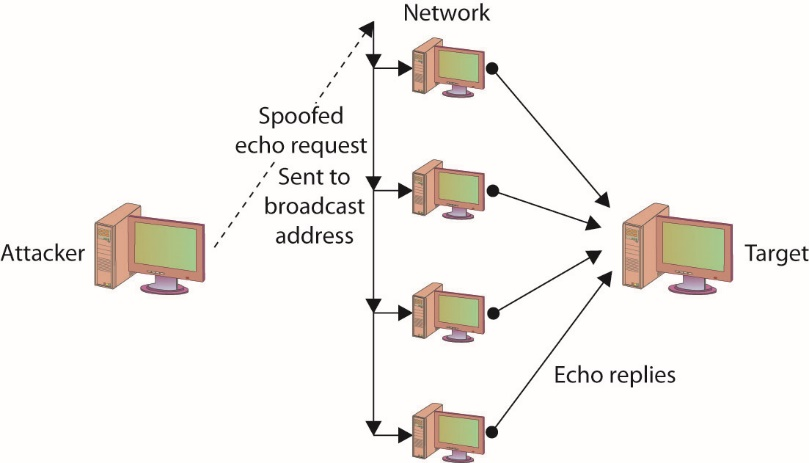 Network
Spoofed
echo request
Sent to
broadcast
address
Attacker
Target
Echo replies